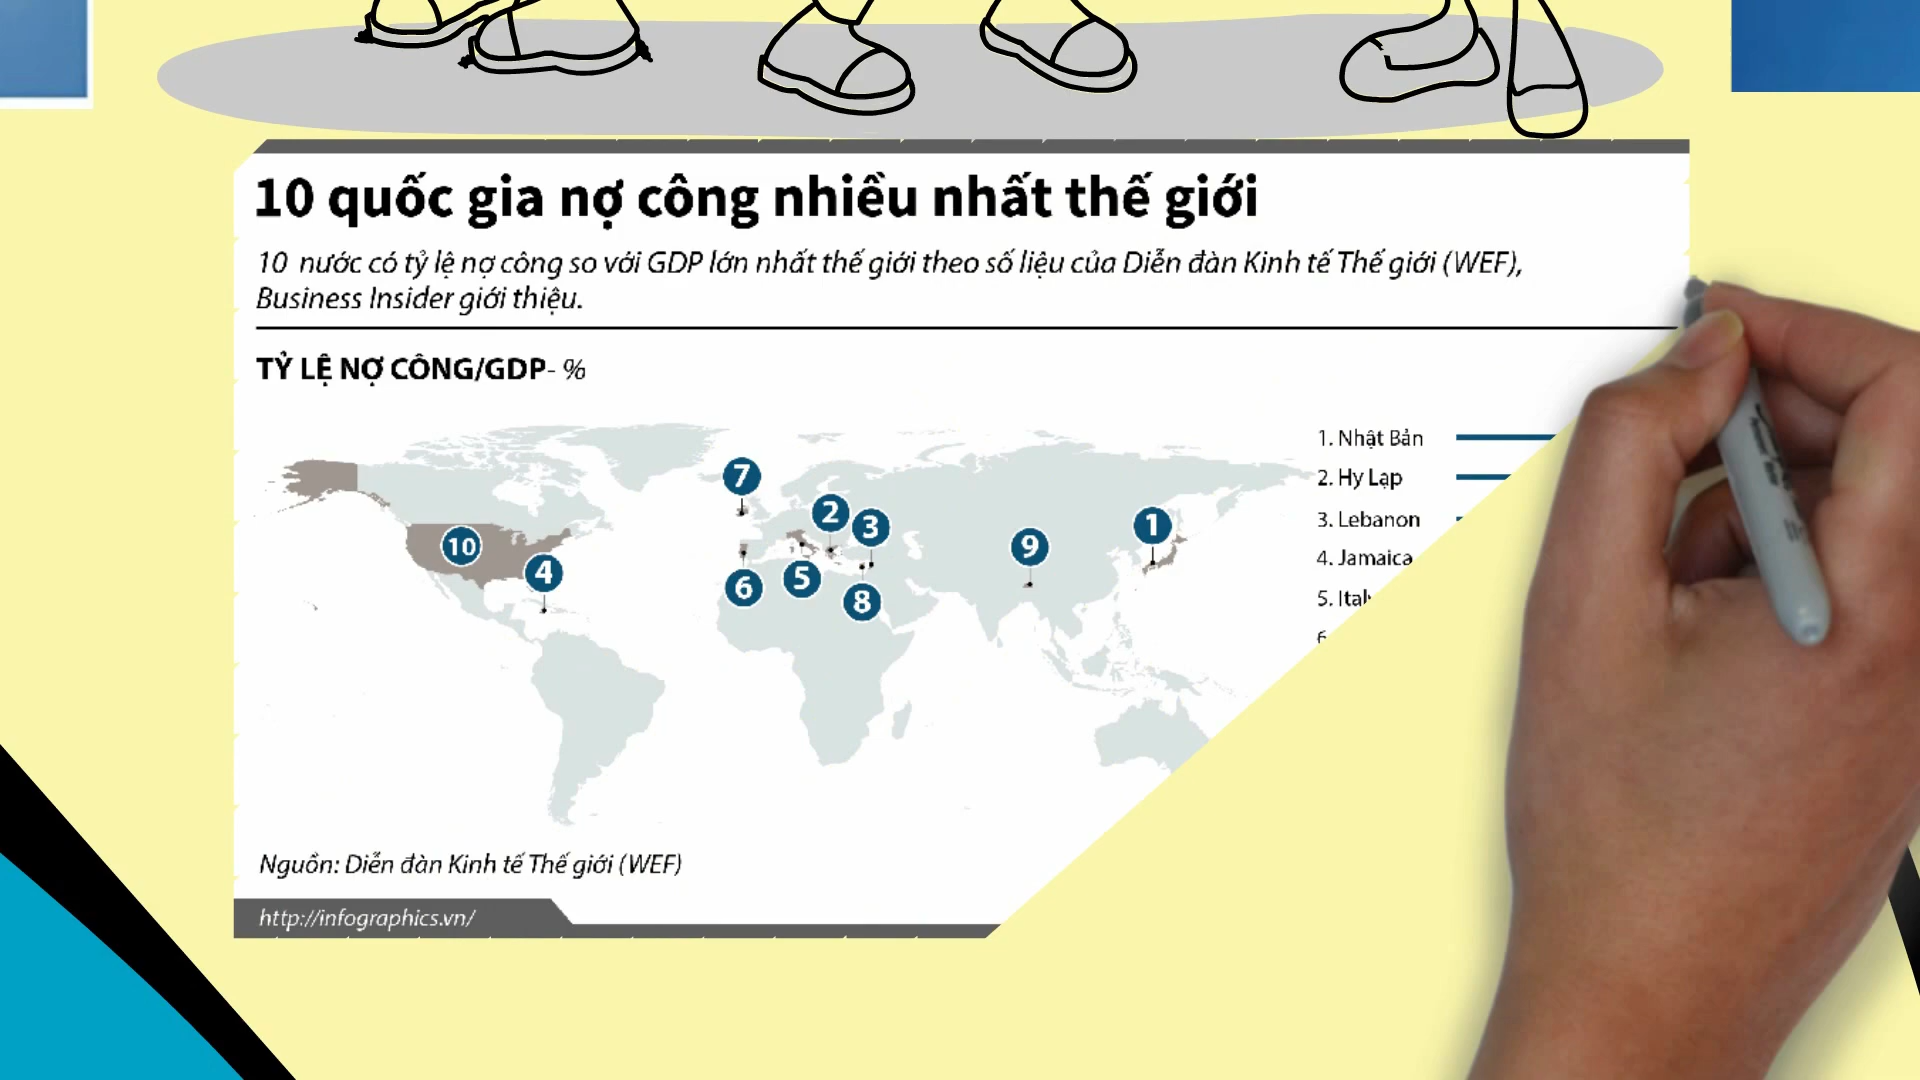 10 quốc gia nợ công nhiều nhất thế giới
10 nước có tỷ lệ nợ công so với GDP lớn nhất thế giới theo số liệu của Diễn đàn Kinh tế Thế giới (WEF),
Business Insider giới thiệu.
TỶ LỆ NỢ CÔNG/GDP- %
1. Nhật Bản
2. Hy Lạp
3. Lebanon
4. Jamaica
5. Italy
7
2
3
1
10
9
4
5
6
8
Nguồn: Diễn đàn Kinh tế Thế giới (WEF)
http://infographics.vn/